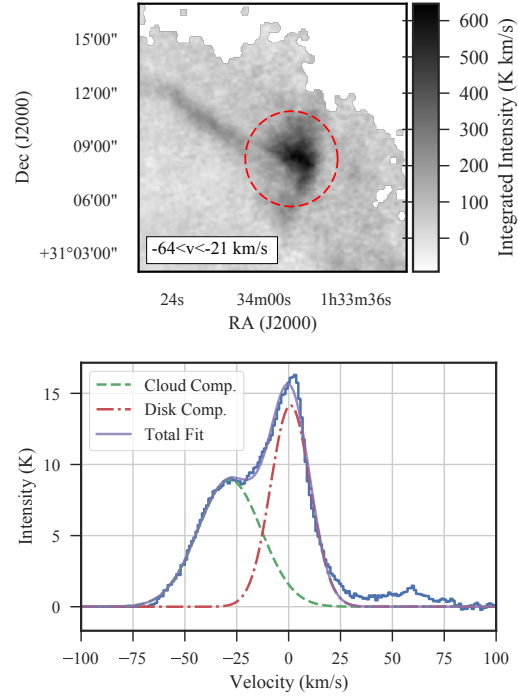 15'00"
12'00"
09'00"
06'00"
+31°03'00"
Dec (J2000)
-64<v<-21 km/s
24s 34m00s 1h33m36s
RA (J2000)
600
500
400
300
200
100
0
Integrated Intensity (K km/s)
Cloud Comp.
Disk Comp.
Total Fit
15
10
5
0
Intensity (K)
−100 −75 −50 −25 0 25 50 75 100
Velocity (km/s)